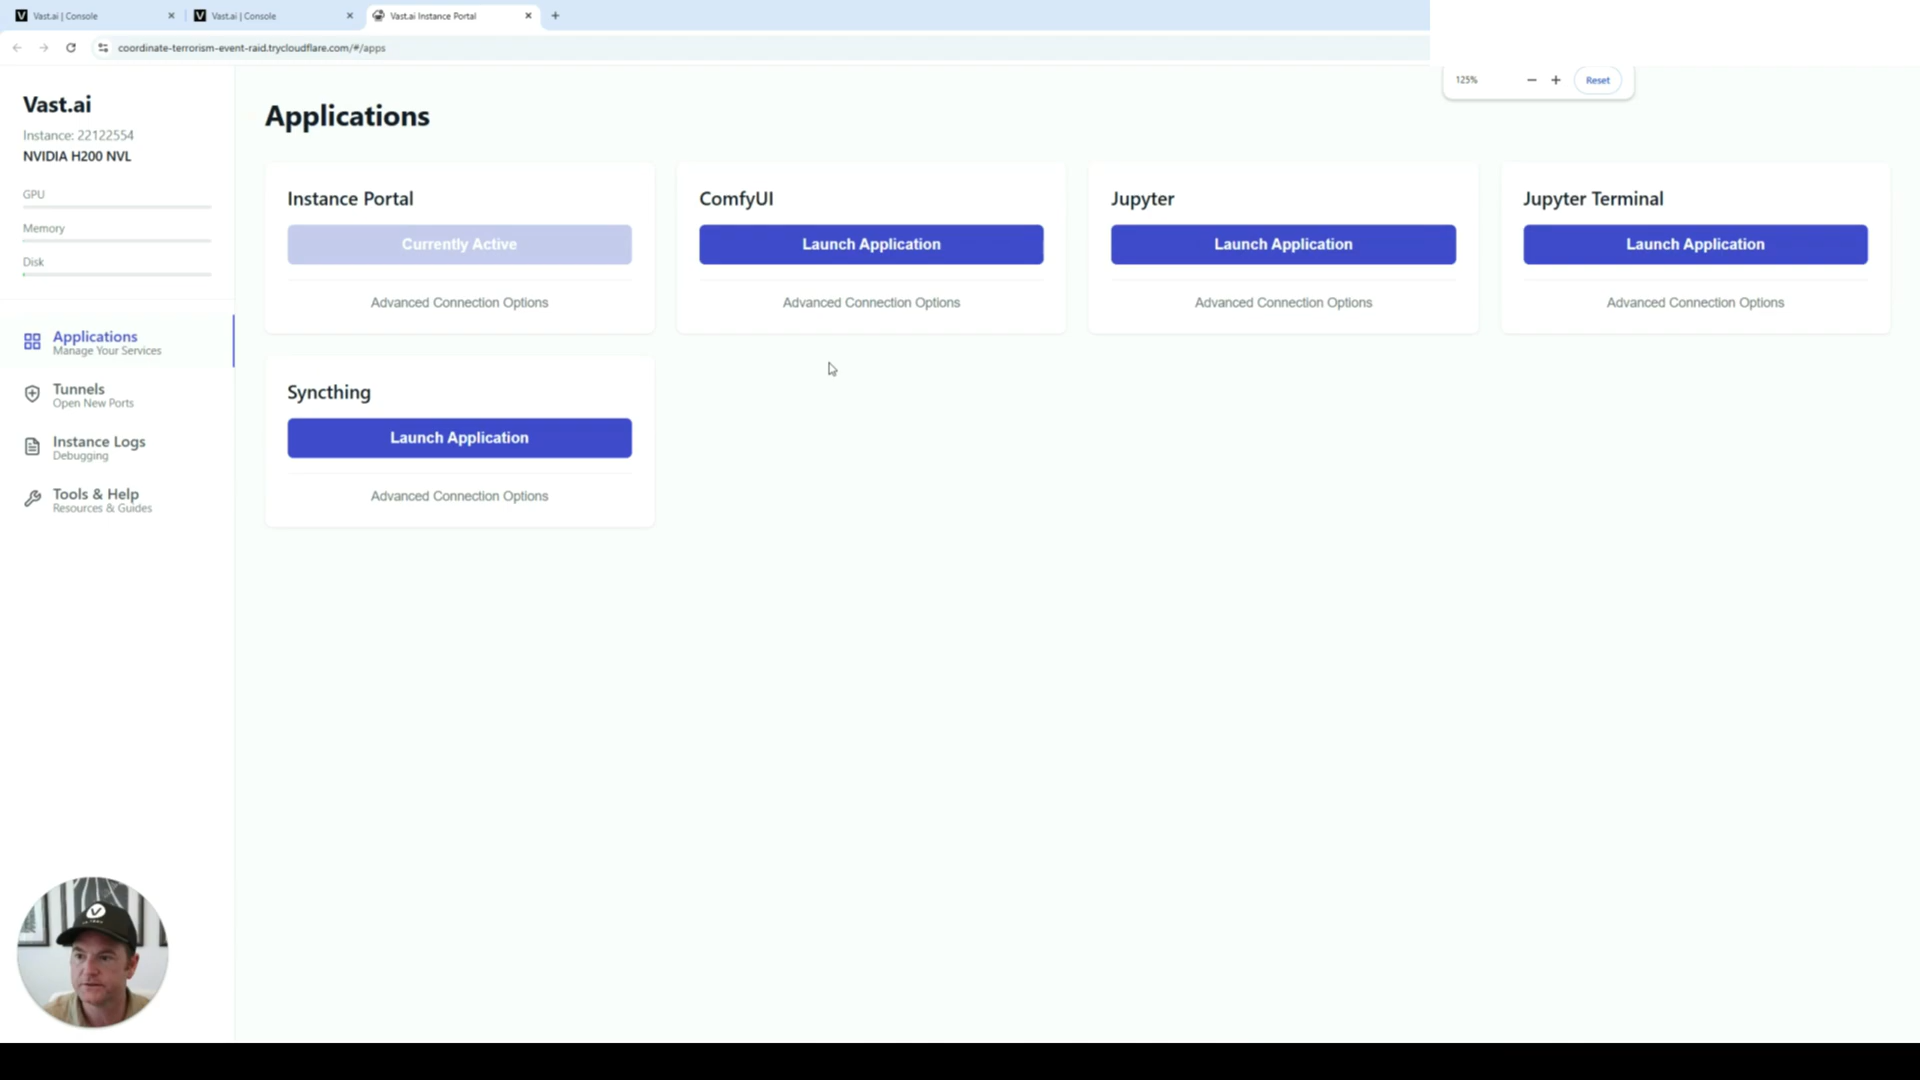 Vast.ai | Console
Vast.ai | Console
Vast.ai Instance Portal
coordinate-terrorism-event-raid.trycloudflare.com/#/apps
125%
Reset
Vast.ai
Instance: 22122554
NVIDIA H200 NVL
GPU
Memory
Disk
Applications
Manage Your Services
Tunnels
Open New Ports
Instance Logs
Debugging
Tools & Help
Resources & Guides
Applications
Instance Portal
Currently Active
Advanced Connection Options
ComfyUI
Launch Application
Advanced Connection Options
Jupyter
Launch Application
Advanced Connection Options
Jupyter Terminal
Launch Application
Advanced Connection Options
Syncthing
Launch Application
Advanced Connection Options